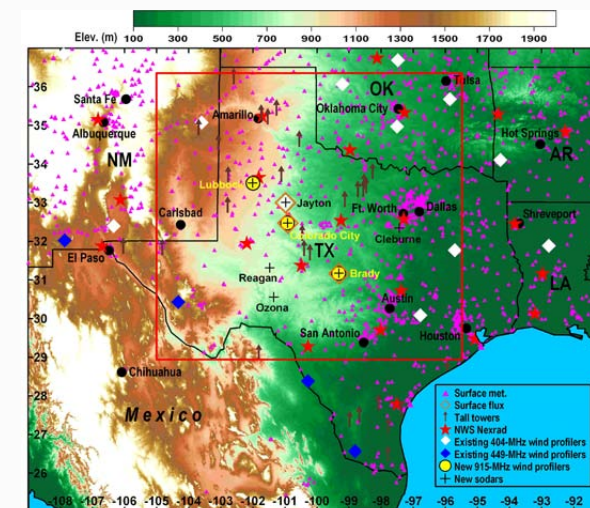 Elev. (m)
100 300 500 700 900 1100 1300 1500 1700 1900
36
35
34
33
32
31
30
29
28
27
26
Santa Fe
Albuquerque
NM
Amarillo
OK
Oklahoma City
Tulsa
Hot Springs
AR
Lubbock
Jayton
Carlsbad
Colorado City
Ft. Worth
Dallas
Cleburne
Shreveport
TX
El Paso
Reagan
Brady
LA
Ozona
Austin
San Antonio
Houston
Chihuahua
Mexico
Surface met.
Surface flux
Tall towers
NWS Nexrad
Existing 404-MHz wind profilers
Existing 449-MHz wind profilers
New 915-MHz wind profilers
New sodars
-108 -107 -106 -105 -104 -103 -102 -101 -100 -99 -98 -97 -96 -95 -94 -93 -92